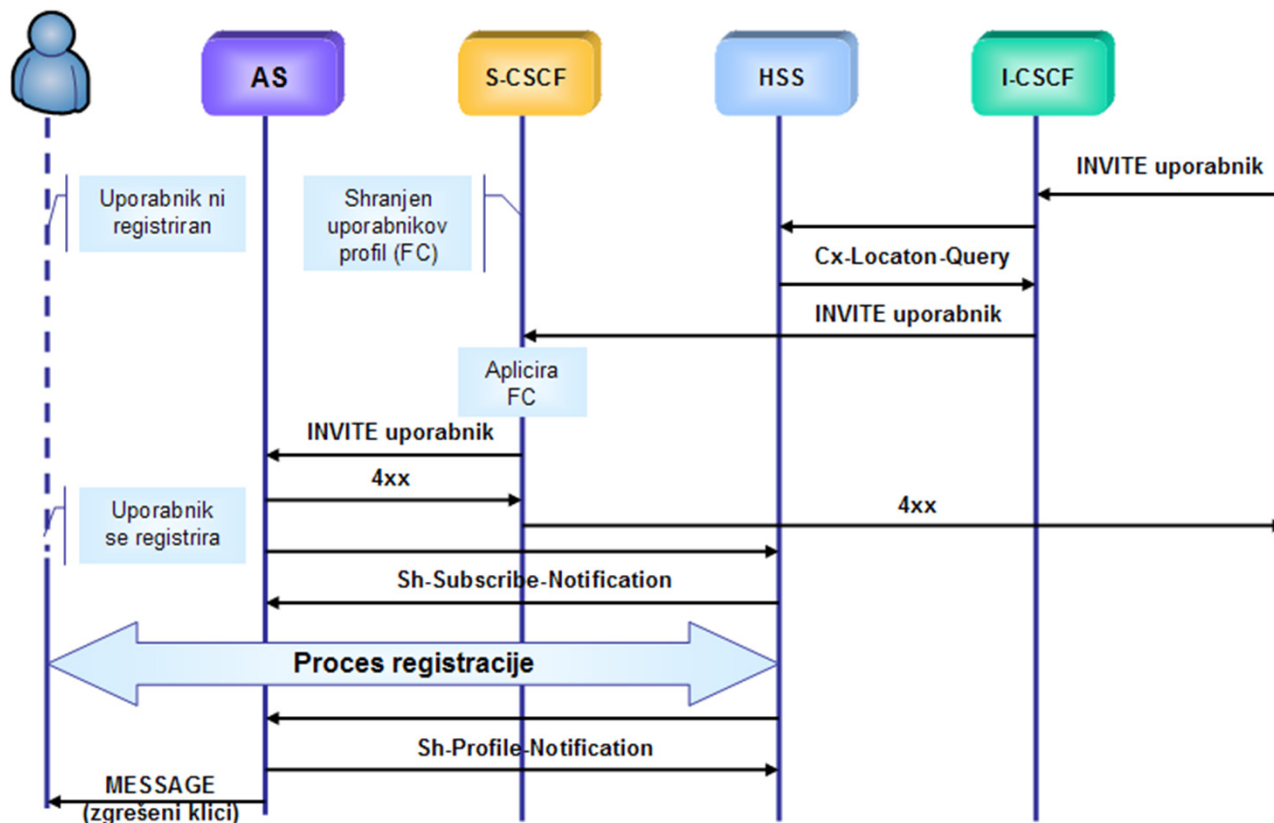 AS
S-CSCF
HSS
I-CSCF
INVITE uporabnik
Uporabnik ni
registriran
Shranjen
uporabnikov
profil (FC)
Cx-Locaton-Query
INVITE uporabnik
Aplicira
FC
INVITE uporabnik
4xx
Uporabnik
se registrira
4xx
Sh-Subscribe-Notification
Proces registracije
Sh-Profile-Notification
MESSAGE
(zgrešeni klici)